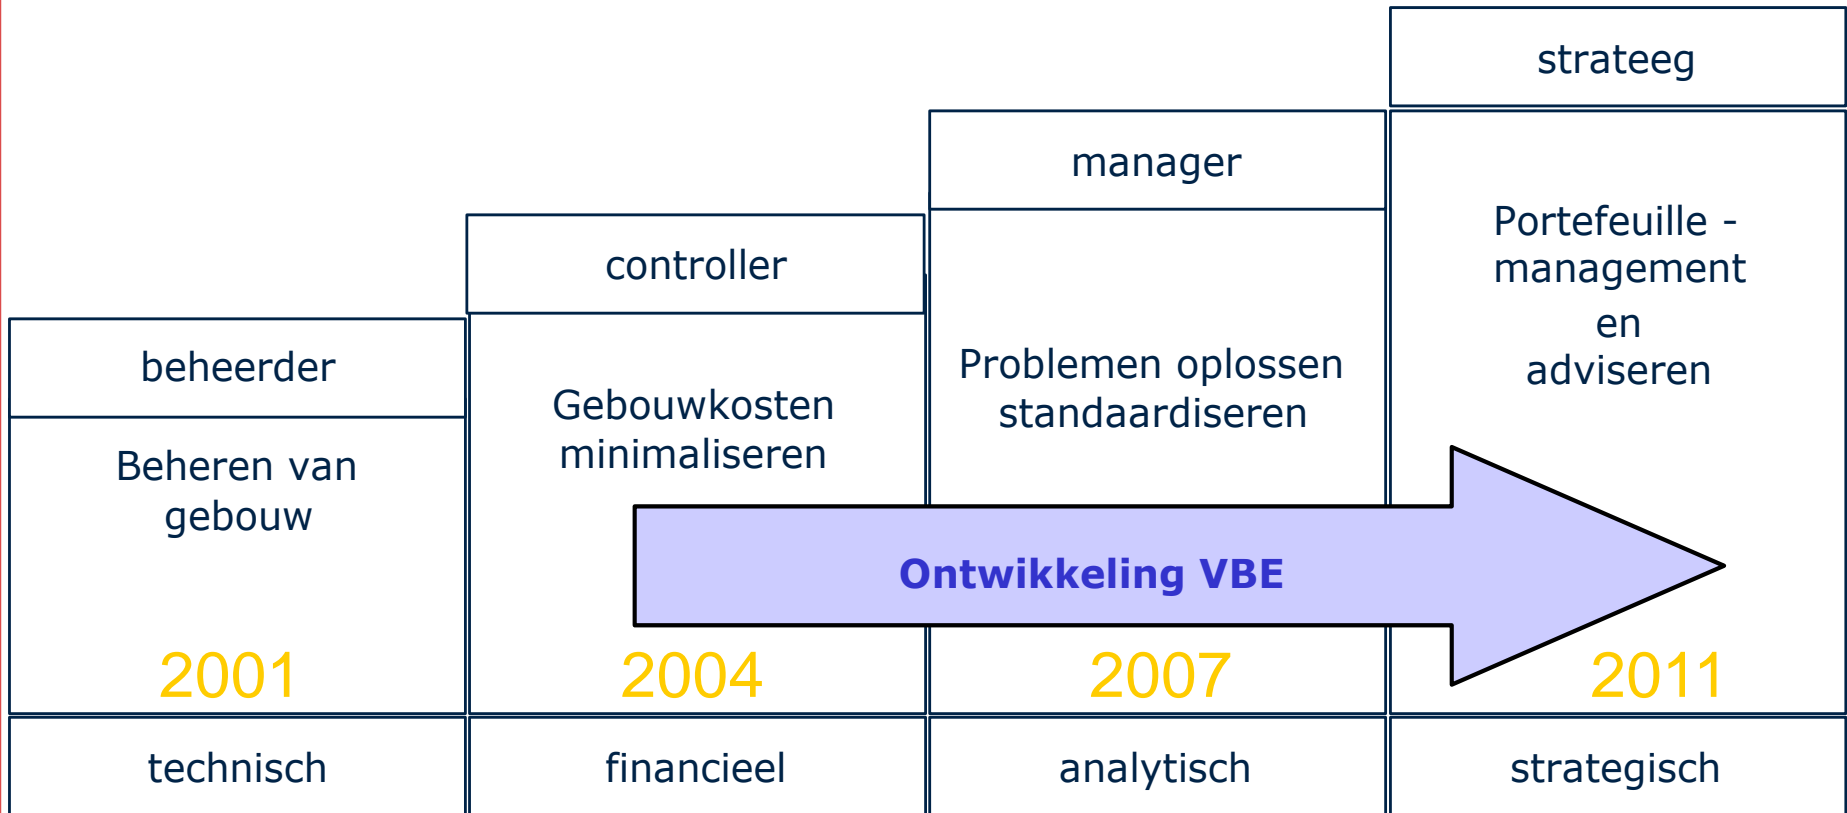 beheerder
Beheren van
gebouw
2001
technisch
controller
Gebouwkosten
minimaliseren
2004
financieel
manager
Problemen oplossen
standaardiseren
2007
analytisch
strateeg
Portefeuille -
management
en
adviseren
2011
strategisch
Ontwikkeling VBE